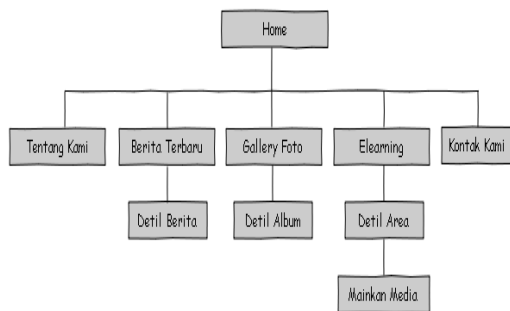 Home
Tentang Kami
Berita Terbaru
Gallery Foto
Elearning
Kontak Kami
Detil Berita
Detil Album
Detil Area
Mainkan Media